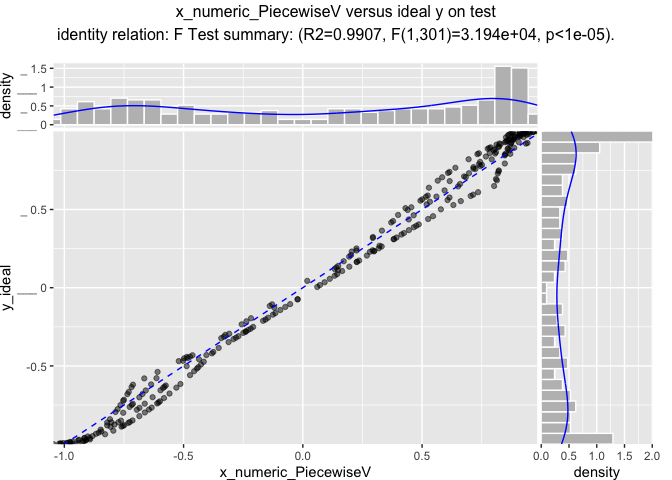 x_numeric_PiecewiseV versus ideal y on test
identity relation: F Test summary: (R2=0.9907, F(1,301)=3.194e+04, p<1e-05).
density
1.5
1
0.5
0
y_ideal
0.5
0
-0.5
-1.0
-0.5
0.0
0.5
x_numeric_PiecewiseV
0.0
0.5
1.0
1.5
2.0
density